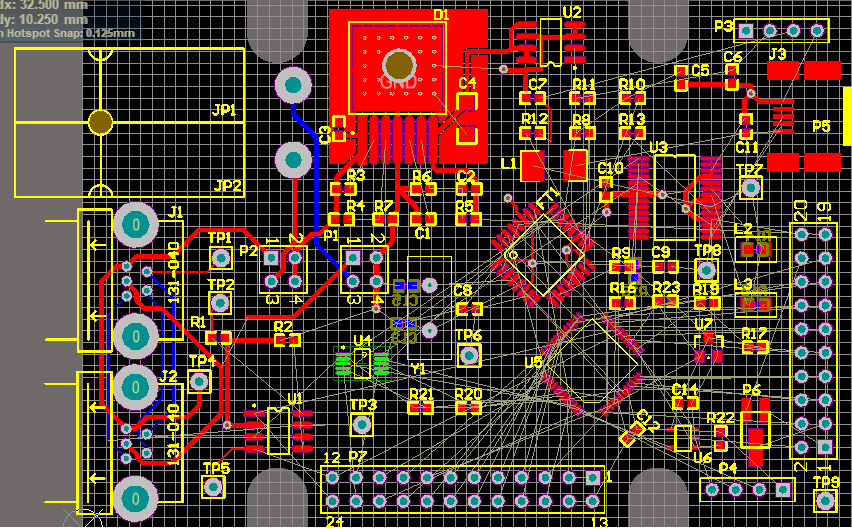 dx: 32.500 mm
dy: 10.250 mm
n Hotspot Snap: 0.125mm
D1
U2
P3
J3
GND
C4
C7
R11
R10
C5
C6
JP1
C3
R12
R13
C11
P5
L1
U3
JP2
R3
R6
C2
C10
TP7
J1
R4
R7
C1
R5
FT1
20
19
TP1
P2
1
2
P1
1
2
L2
131-040
3
4
3
4
R9
C9
TP8
TP2
C8
R16
R23
L3
R1
R2
U4
TP6
U7
R17
TP4
Y1
U5
J2
R21
R20
C14
P6
131-040
U1
TP3
C12
R22
U6
TP5
12
P7
1
P4
2
1
TP9
24
13